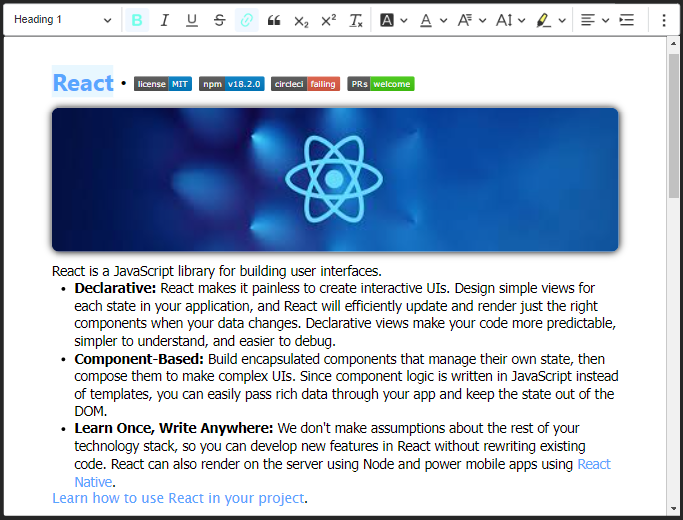 Heading 1 B I U S X₂ X² Tx A A A A
React • license MIT npm v18.2.0 circleci failing PRs welcome
React is a JavaScript library for building user interfaces.
• Declarative: React makes it painless to create interactive UIs. Design simple views for
each state in your application, and React will efficiently update and render just the right
components when your data changes. Declarative views make your code more predictable,
simpler to understand, and easier to debug.
• Component-Based: Build encapsulated components that manage their own state, then
compose them to make complex UIs. Since component logic is written in JavaScript instead
of templates, you can easily pass rich data through your app and keep the state out of the
DOM.
• Learn Once, Write Anywhere: We don't make assumptions about the rest of your
technology stack, so you can develop new features in React without rewriting existing
code. React can also render on the server using Node and power mobile apps using React
Native.
Learn how to use React in your project.